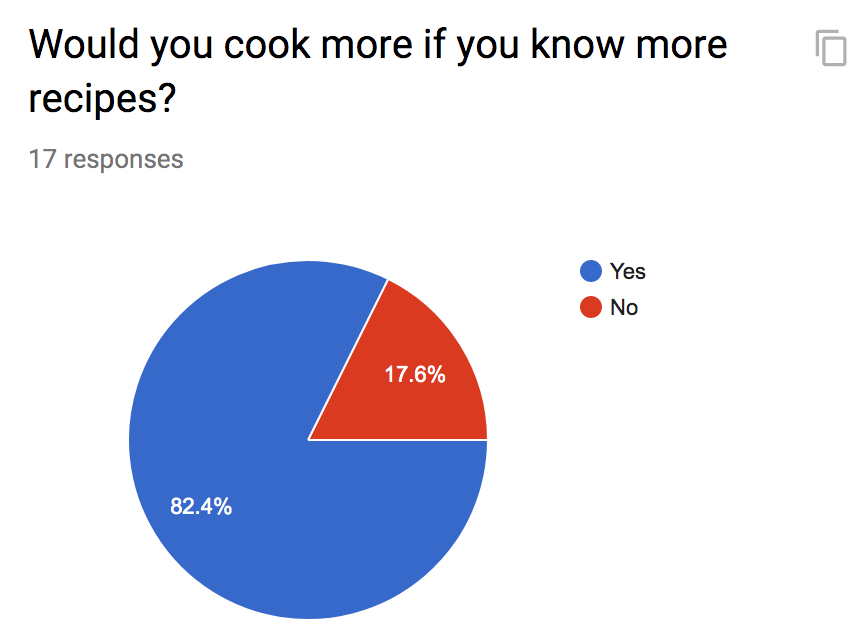 Would you cook more if you know more
recipes?
17 responses
Yes
No
17.6%
82.4%